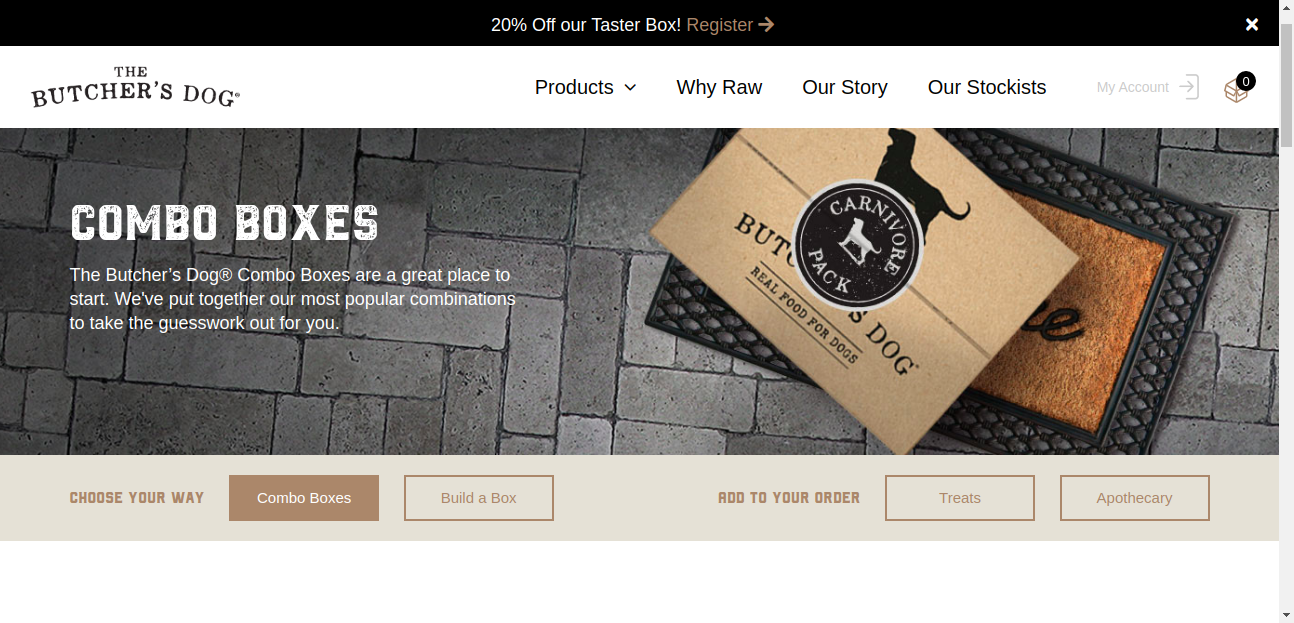 20% Off our Taster Box! Register
THE
BUTCHER'S DOG®
Products
Why Raw
Our Story
Our Stockists
My Account
0
COMBO BOXES
The Butcher's Dog® Combo Boxes are a great place to
start. We've put together our most popular combinations
to take the guesswork out for you.
CARNIVORE
PACK
REAL FOOD FOR DOGS
S DOG
CHOOSE YOUR WAY
Combo Boxes
Build a Box
ADD TO YOUR ORDER
Treats
Apothecary